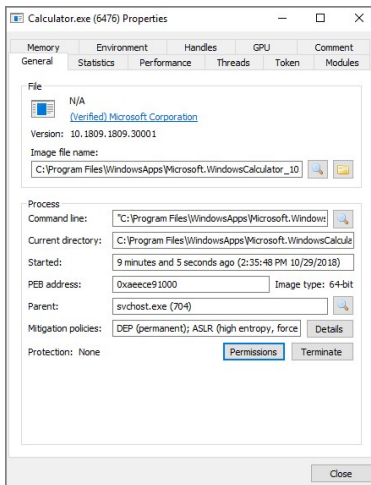 Calculator.exe (6476) Properties
Memory Environment Handles GPU Comment
General Statistics Performance Threads Token Modules
File
N/A
(Verified) Microsoft Corporation
Version: 10.1809.1809.30001
Image file name:
C:\Program Files\WindowsApps\Microsoft.WindowsCalculator_10
Process
Command line: "C:\Program Files\WindowsApps\Microsoft.Windows
Current directory: C:\Program Files\WindowsApps\Microsoft.WindowsCalcula
Started: 9 minutes and 5 seconds ago (2:35:48 PM 10/29/2018)
PEB address: 0xaeece91000 Image type: 64-bit
Parent: svchost.exe (704)
Mitigation policies: DEP (permanent); ASLR (high entropy, force Details
Protection: None Permissions Terminate
Close